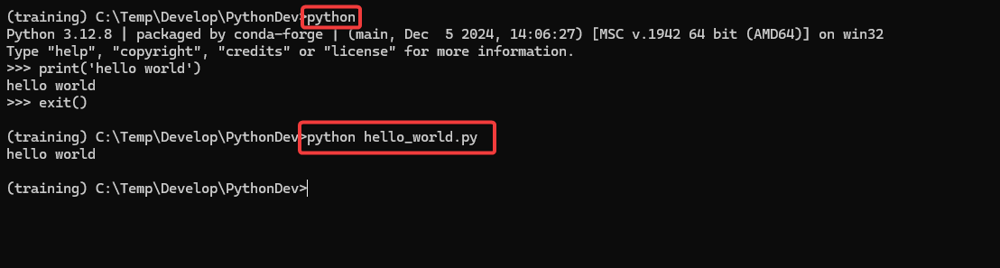 (training) C:\Temp\Develop\PythonDev>python
Python 3.12.8 | packaged by conda-forge | (main, Dec  5 2024, 14:06:27) [MSC v.1942 64 bit (AMD64)] on win32
Type "help", "copyright", "credits" or "license" for more information.
>>> print('hello world')
hello world
>>> exit()
(training) C:\Temp\Develop\PythonDev>python hello_world.py
hello world
(training) C:\Temp\Develop\PythonDev>